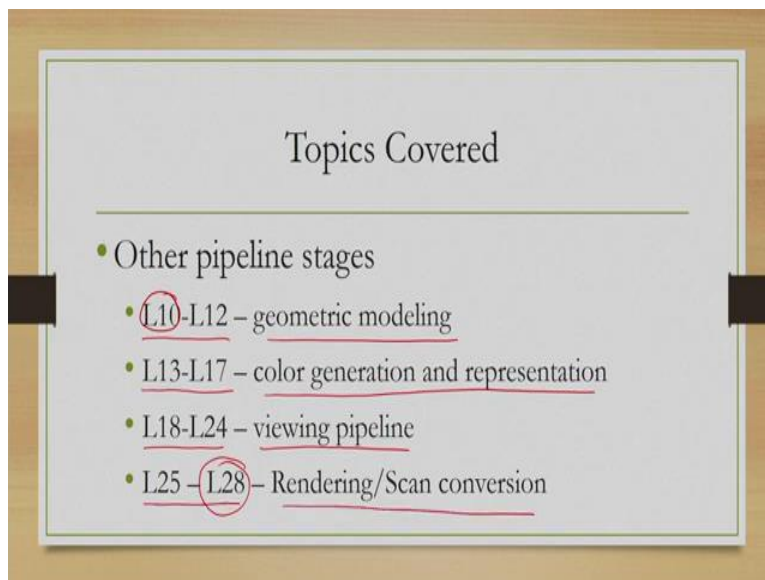 Topics Covered
• Other pipeline stages
• L10-L12 – geometric modeling
• L13-L17 – color generation and representation
• L18-L24 – viewing pipeline
• L25 – L28 – Rendering/Scan conversion